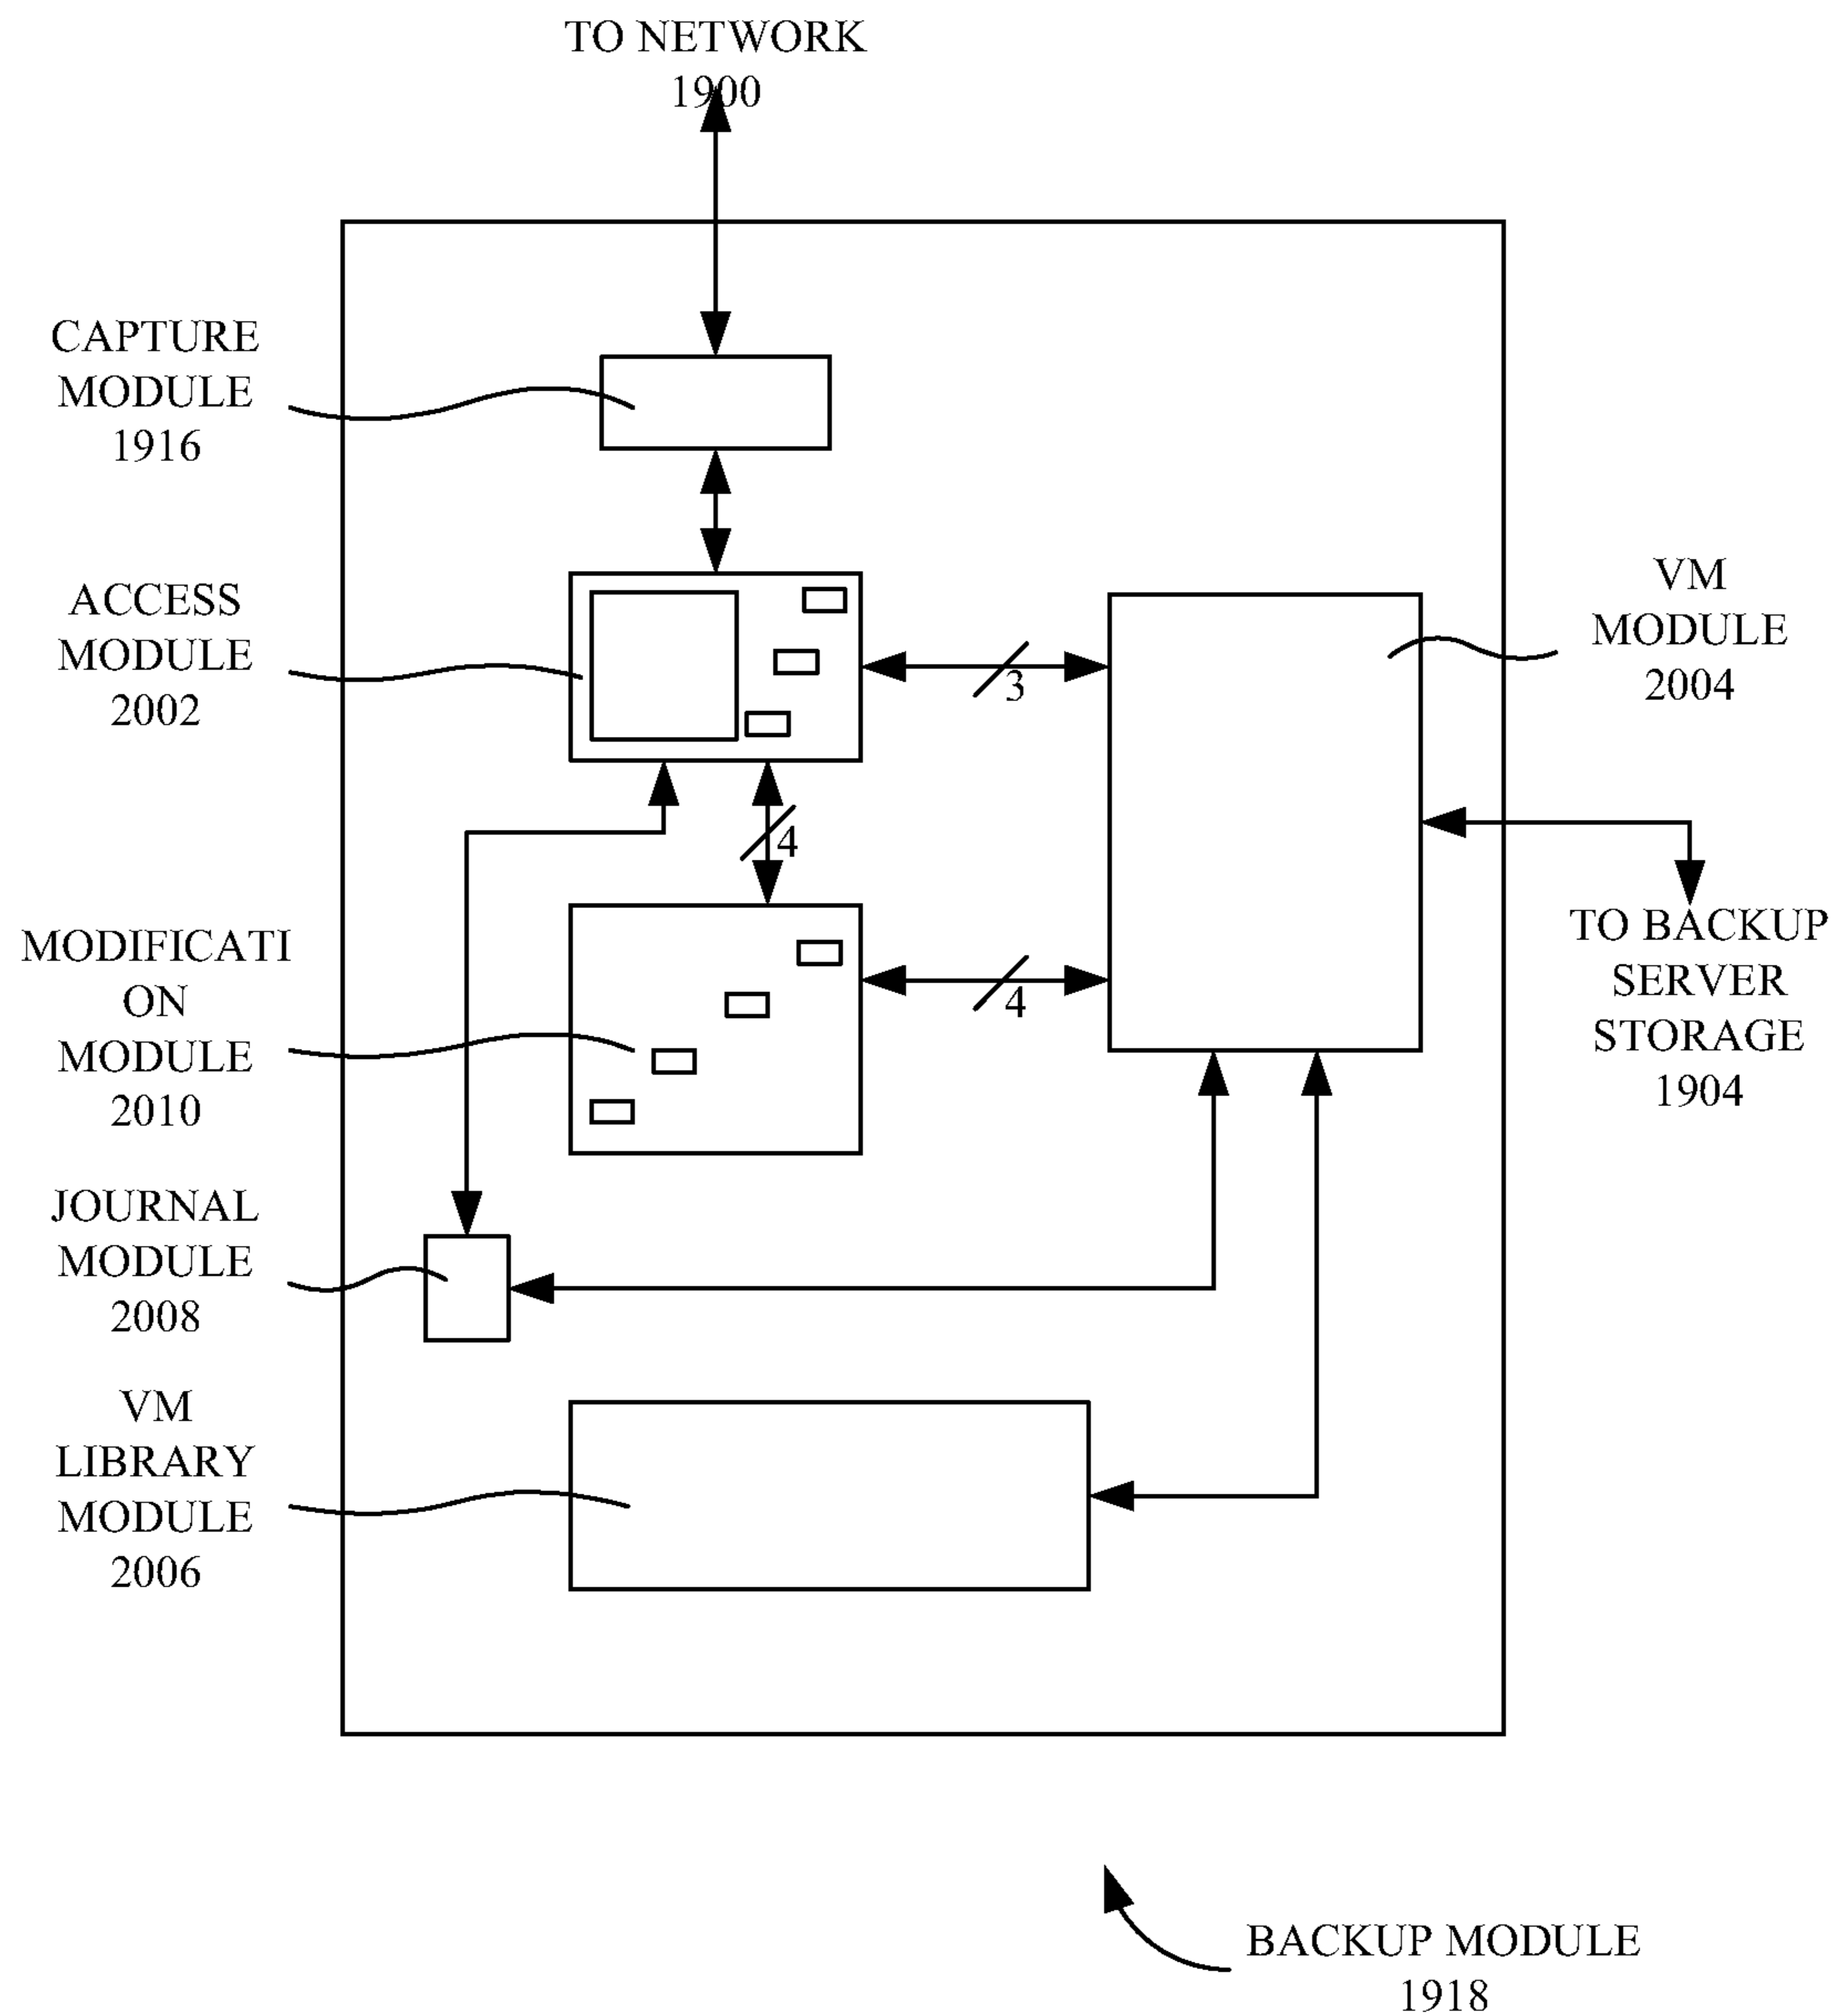 TO NETWORK
1900
CAPTURE
MODULE
1916
ACCESS
MODULE
2002
3
VM
MODULE
2004
4
MODIFICATI
ON
MODULE
2010
4
TO BACKUP
SERVER
STORAGE
1904
JOURNAL
MODULE
2008
VM
LIBRARY
MODULE
2006
BACKUP MODULE
1918